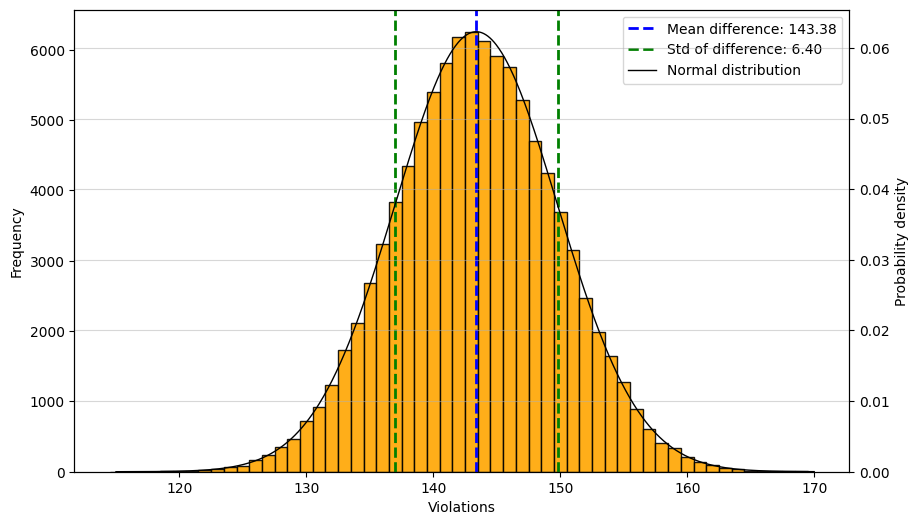 Mean difference: 143.38
Std of difference: 6.40
Normal distribution
6000
5000
4000
3000
2000
1000
0
Frequency
0.06
0.05
0.04
0.03
0.02
0.01
0.00
Probability density
120 130 140 150 160 170
Violations